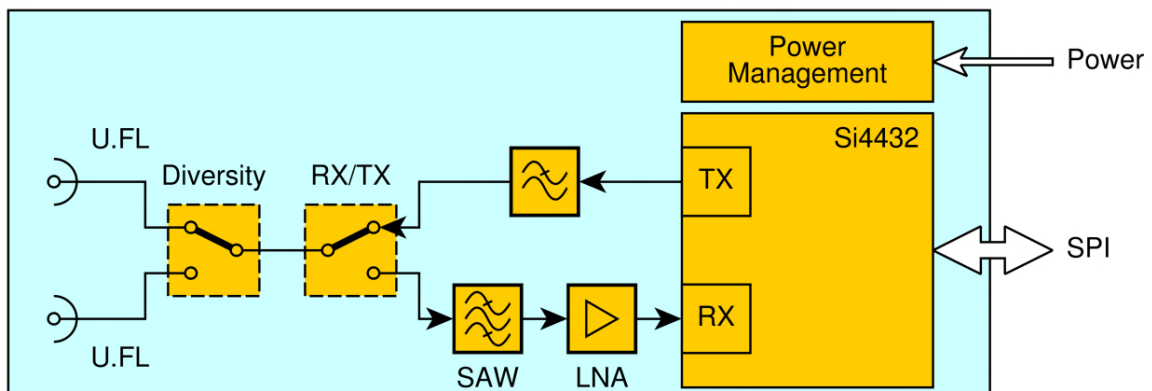 Power
Management
Power
Si4432
U.FL
Diversity
RX/TX
TX
SPI
RX
U.FL
SAW
LNA